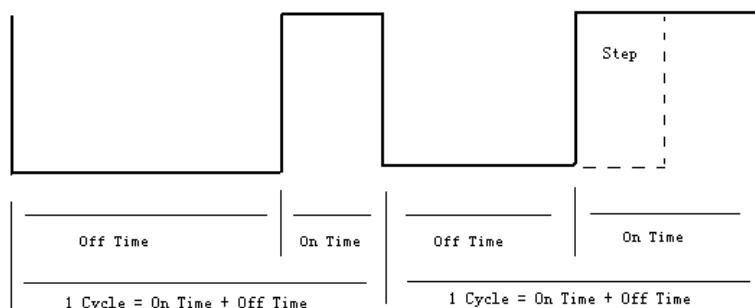 Step
Off Time
On Time
Off Time
On Time
1 Cycle = On Time + Off Time
1 Cycle = On Time + Off Time